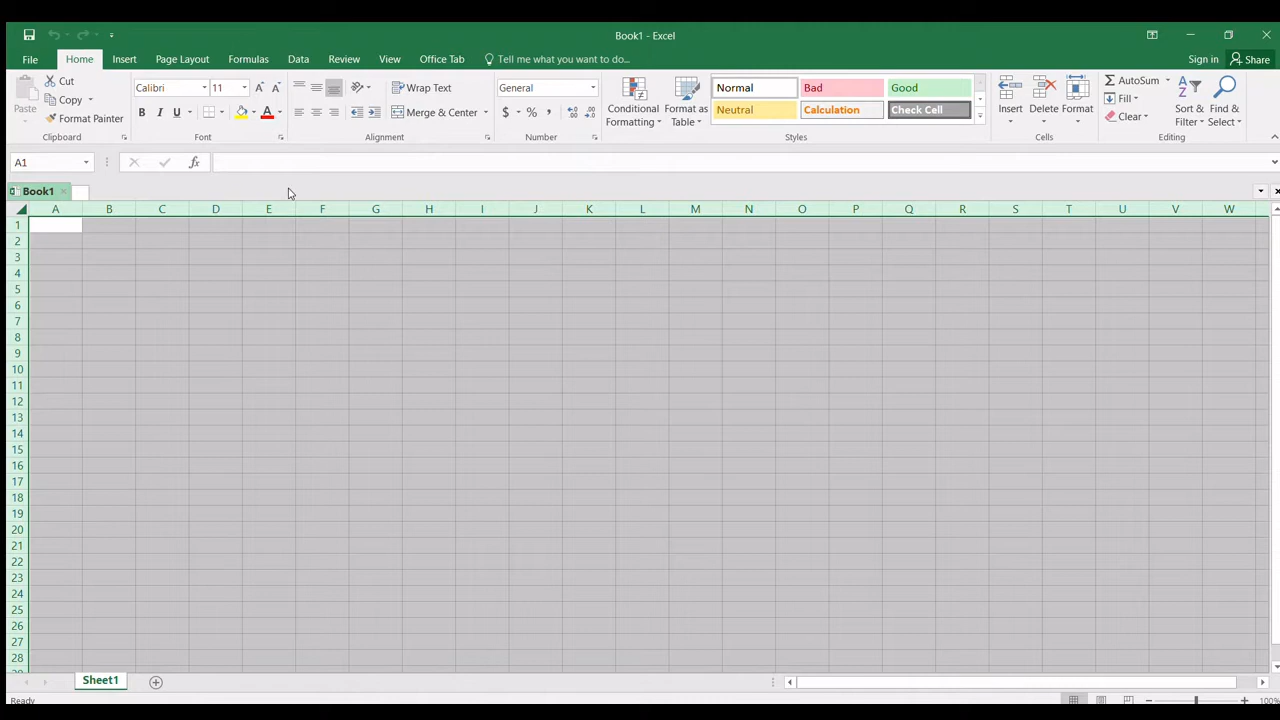 Book1 - Excel
File Home Insert Page Layout Formulas Data Review View Office Tab Tell me what you want to do... Sign in Share
Paste Cut Copy Format Painter
Calibri 11 B I U
Wrap Text Merge & Center
General $ %
Conditional Formatting Format as Table
Normal Bad Good
Neutral Calculation Check Cell
Insert Delete Format
AutoSum Fill Clear
Sort & Filter Find & Select
Clipboard Font Alignment Number Styles Cells Editing
A1 fx
Book1
A B C D E F G H I J K L M N O P Q R S T U V W
1
2
3
4
5
6
7
8
9
10
11
12
13
14
15
16
17
18
19
20
21
22
23
24
25
26
27
28
Sheet1
Ready 100%